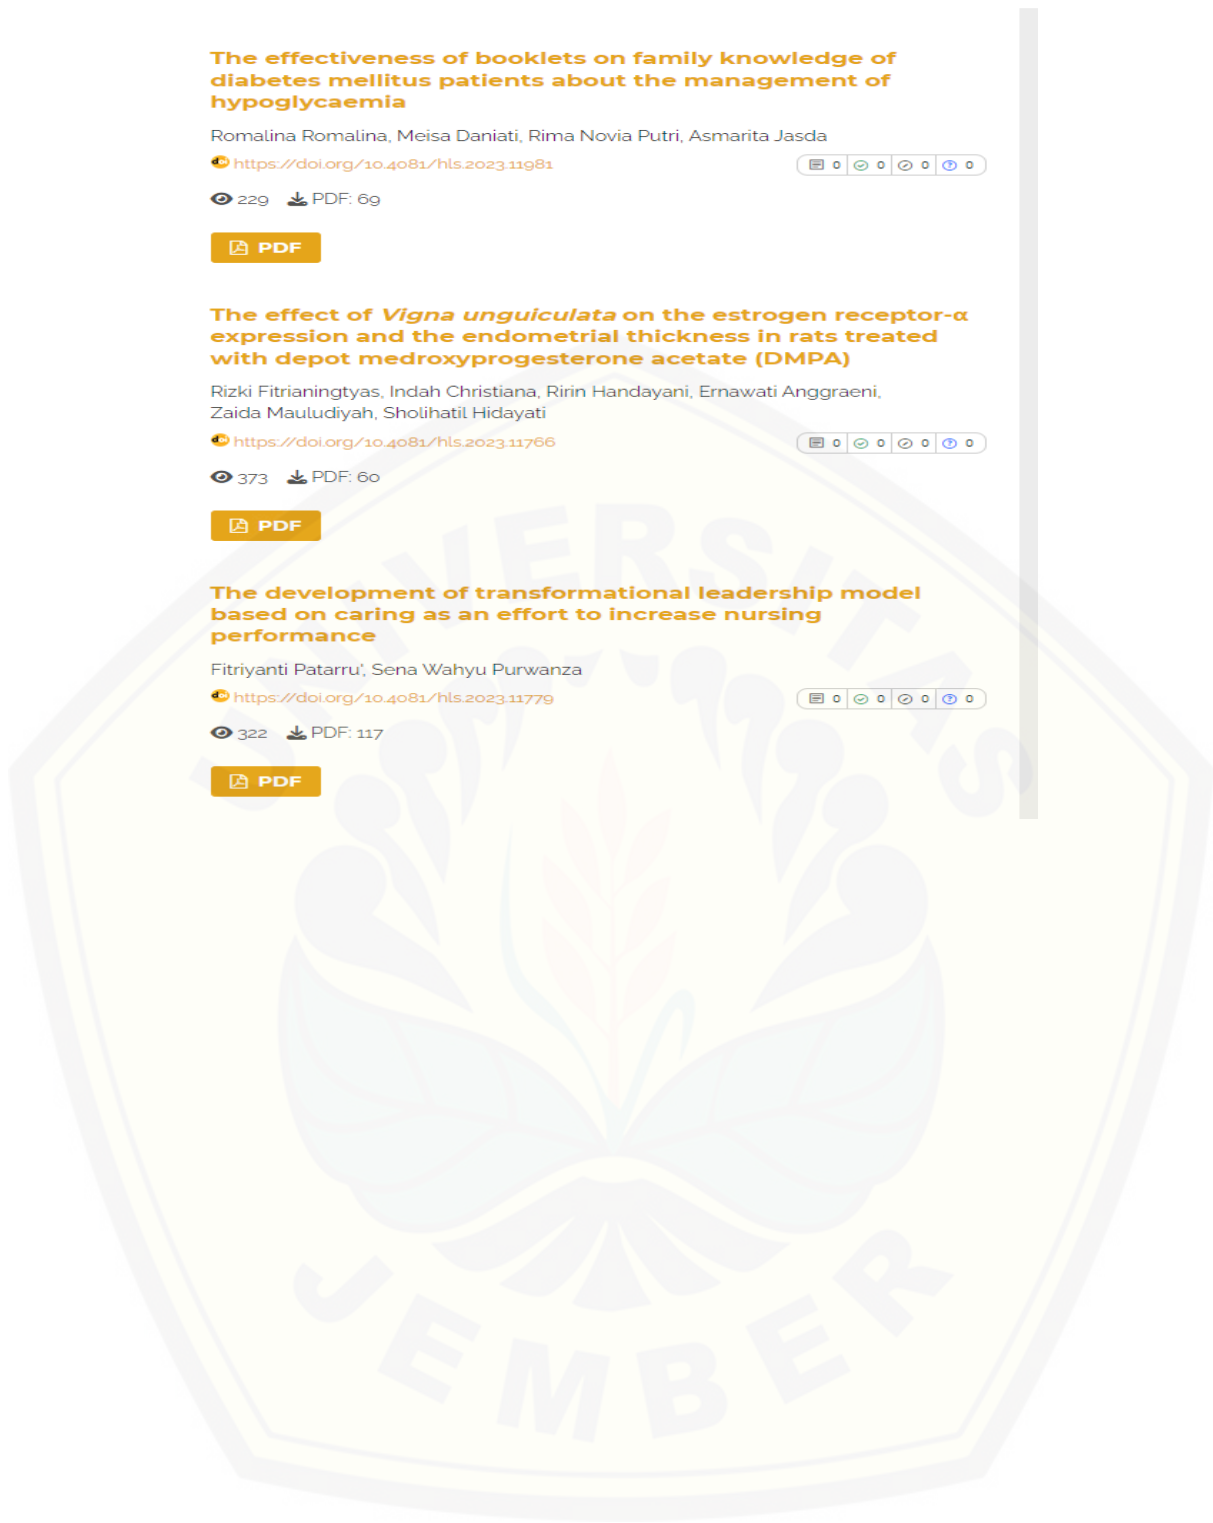 The effectiveness of booklets on family knowledge of
diabetes mellitus patients about the management of
hypoglycaemia
Romalina Romalina, Meisa Daniati, Rima Novia Putri, Asmarita Jasda
https://doi.org/10.4081/hls.2023.11981
0 0 0 0
229 PDF: 69
PDF
The effect of Vigna unguiculata on the estrogen receptor-α
expression and the endometrial thickness in rats treated
with depot medroxyprogesterone acetate (DMPA)
Rizki Fitrianingtyas, Indah Christiana, Ririn Handayani, Ernawati Anggraeni,
Zaida Mauludiyah, Sholihatil Hidayati
https://doi.org/10.4081/hls.2023.11766
0 0 0 0
373 PDF: 60
PDF
The development of transformational leadership model
based on caring as an effort to increase nursing
performance
Fitriyanti Patarru', Sena Wahyu Purwanza
https://doi.org/10.4081/hls.2023.11779
0 0 0 0
322 PDF: 117
PDF
UNIVERSITAS
JEMBER